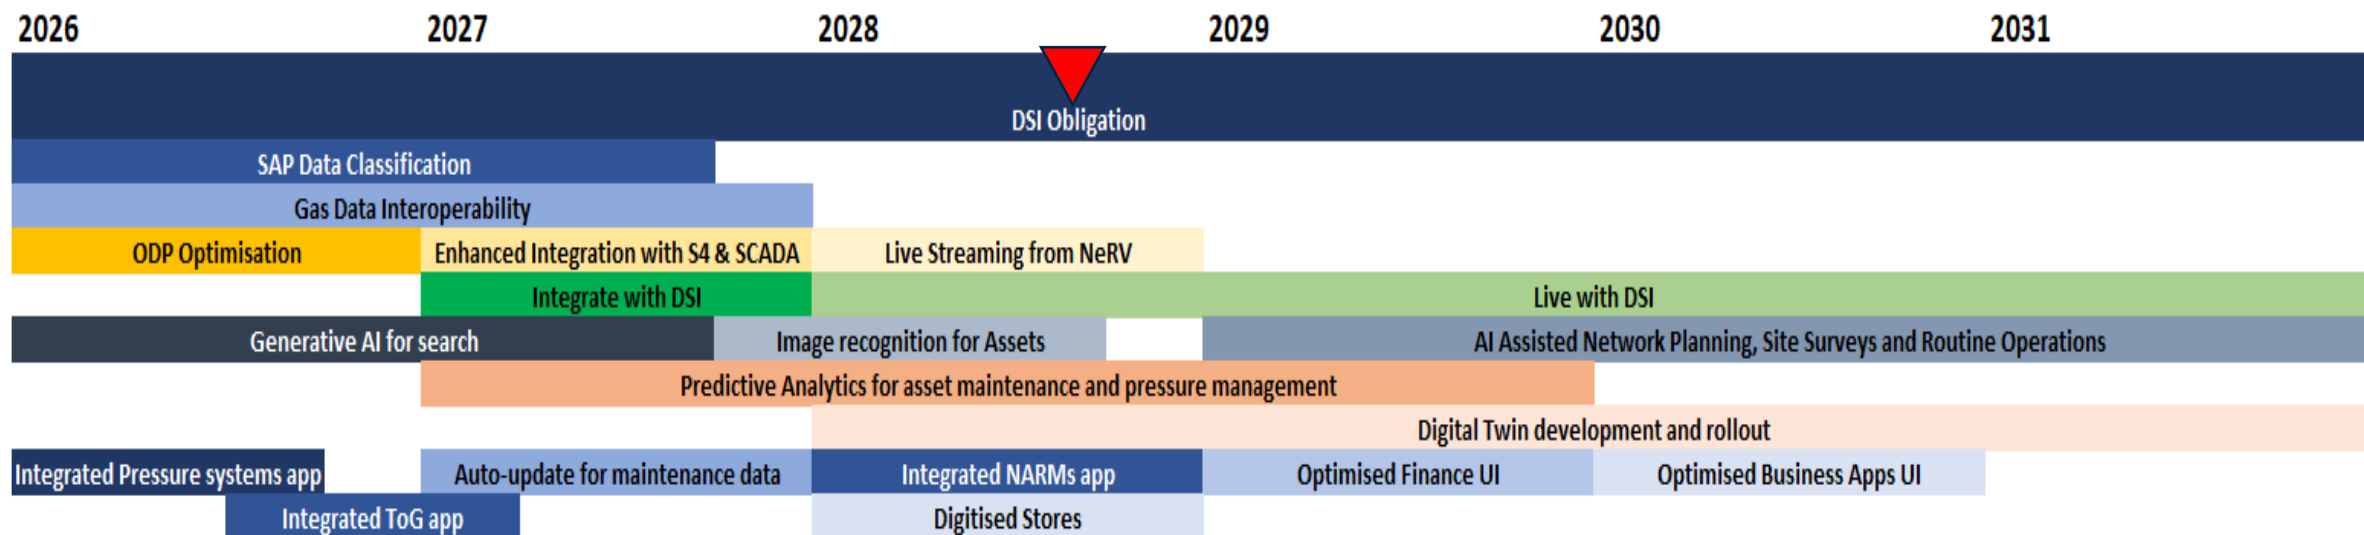 2026 2027 2028 2029 2030 2031
DSI Obligation
SAP Data Classification
Gas Data Interoperability
ODP Optimisation Enhanced Integration with S4 & SCADA Live Streaming from NeRV
Integrate with DSI Live with DSI
Generative AI for search Image recognition for Assets AI Assisted Network Planning, Site Surveys and Routine Operations
Predictive Analytics for asset maintenance and pressure management
Digital Twin development and rollout
Integrated Pressure systems app Auto-update for maintenance data Integrated NARMs app Optimised Finance UI Optimised Business Apps UI
Integrated ToG app Digitised Stores